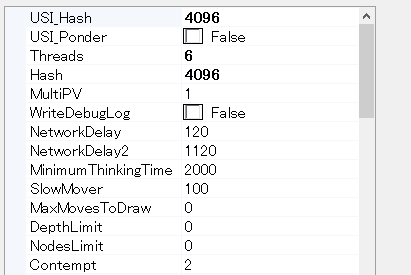 USI_Hash 4096
USI_Ponder False
Threads 6
Hash 4096
MultiPV 1
WriteDebugLog False
NetworkDelay 120
NetworkDelay2 1120
MinimumThinkingTime 2000
SlowMover 100
MaxMovesToDraw 0
DepthLimit 0
NodesLimit 0
Contempt 2